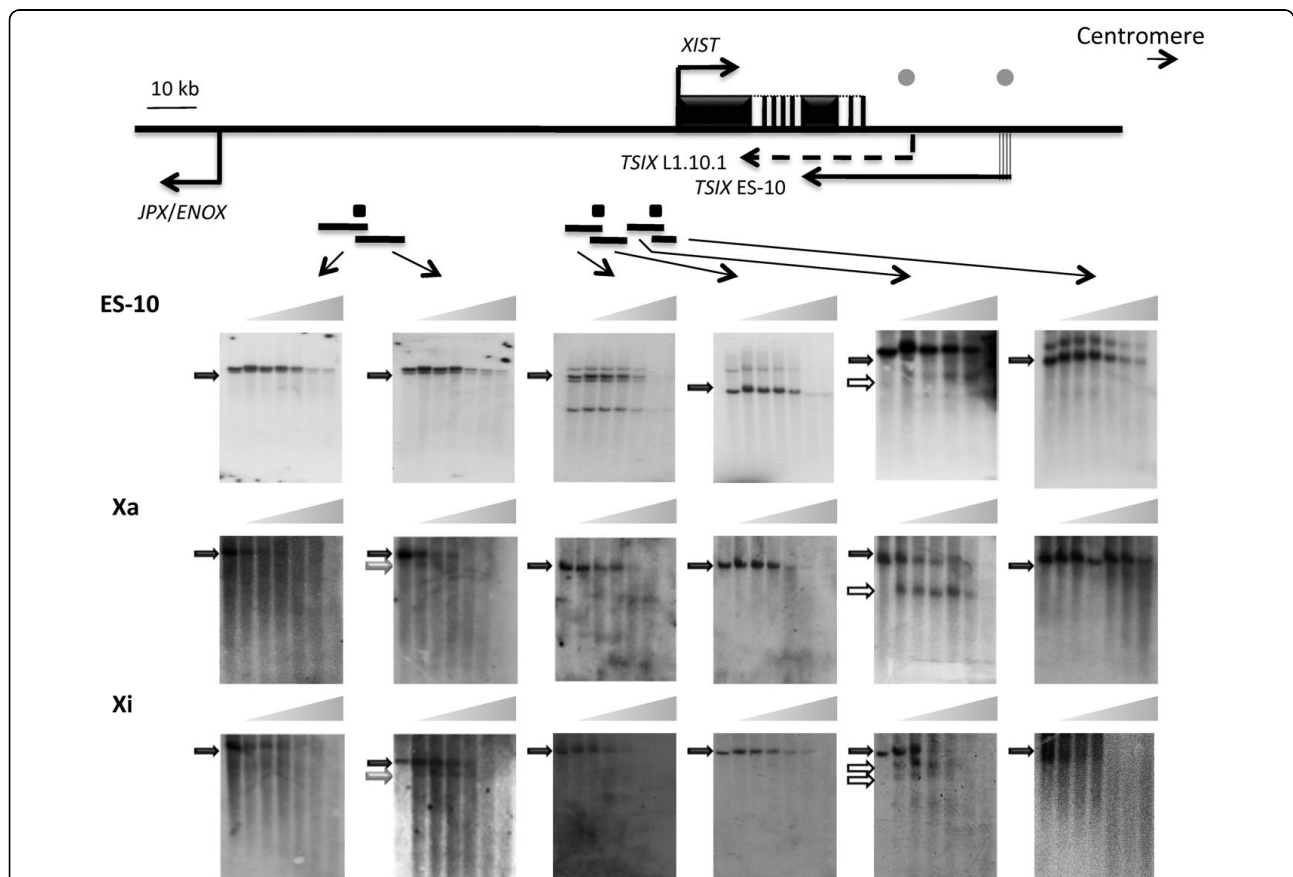 Centromere
XIST
10 kb
TSIX L1.10.1
TSIX ES-10
JPX/ENOX
ES-10
Xa
Xi